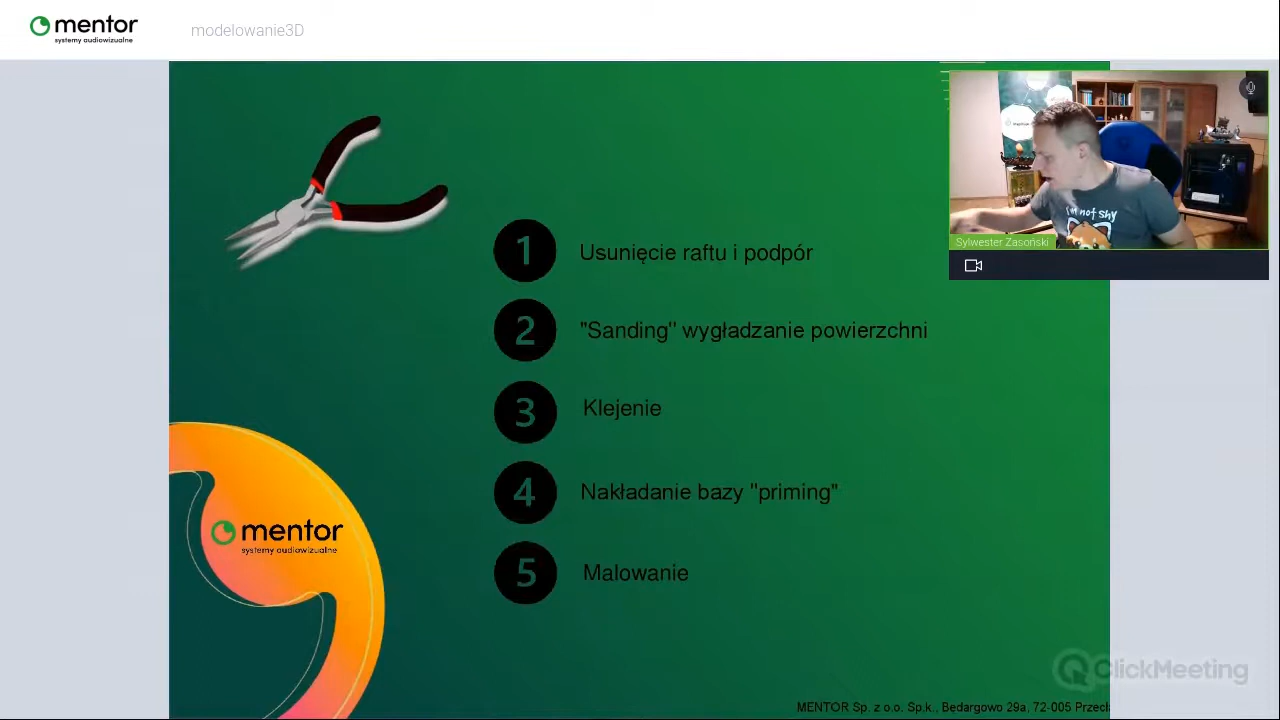 mentor
systemy audiowizualne
modelowanie3D
I'm not shy
Sylwester Zasoński
1 Usunięcie raftu i podpór
2 "Sanding" wygładzanie powierzchni
3 Klejenie
4 Nakładanie bazy "priming"
5 Malowanie
mentor
systemy audiowizualne
ClickMeeting
MENTOR Sp. z o.o. Sp.k., Bedargowo 29a, 72-005